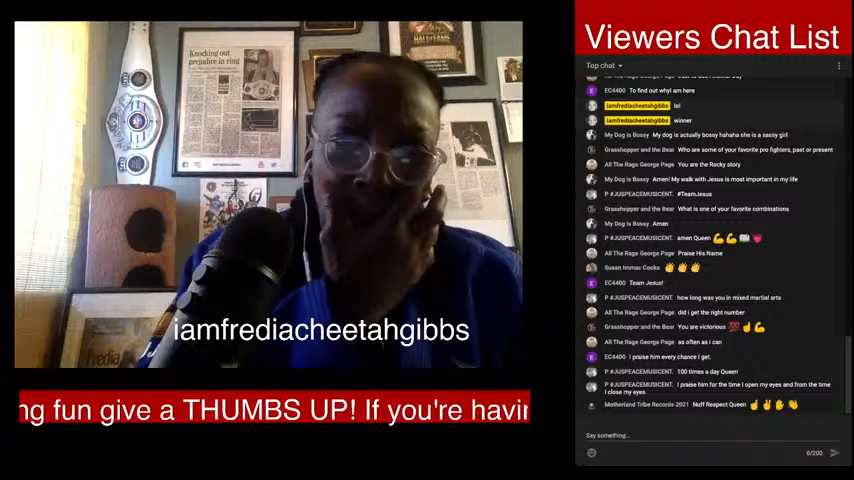 Knocking out
prejudice in ring
HALL OF FAME
Fredia
iamfrediacheetahgibbs
ng fun give a THUMBS UP! If you're havin
Viewers Chat List
Top chat
EC4400 To find out whyI am here
Iamfrediacheetahgibbs lol
Iamfrediacheetahgibbs winner
My Dog is Bossy My dog is actually bossy hahaha she is a sassy girl
Grasshopper and the Bear Who are some of your favorite pro fighters, past or present
All The Rage George Page You are the Rocky story
My Dog is Bossy Amen! My walk with Jesus is most important in my life
P #JUSPEACEMUSICENT. #TeamJesus
Grasshopper and the Bear What is one of your favorite combinations
My Dog is Bossy Amen
P #JUSPEACEMUSICENT. amen Queen 💪💪📖💗
All The Rage George Page Praise His Name
Susan Immac Cooks 👏👏👏
EC4400 Team Jesus!
P #JUSPEACEMUSICENT. how long was you in mixed martial arts
All The Rage George Page did i get the right number
Grasshopper and the Bear You are victorious 💯☝💪
All The Rage George Page as often as i can
EC4400 I praise him every chance I get.
P #JUSPEACEMUSICENT. 100 times a day Queen
P #JUSPEACEMUSICENT. I praise him for the time I open my eyes and from the time
I close my eyes
Motherland Tribe Records 2021 Nuff Respect Queen ☝✌✋👋
Say something...
0/200